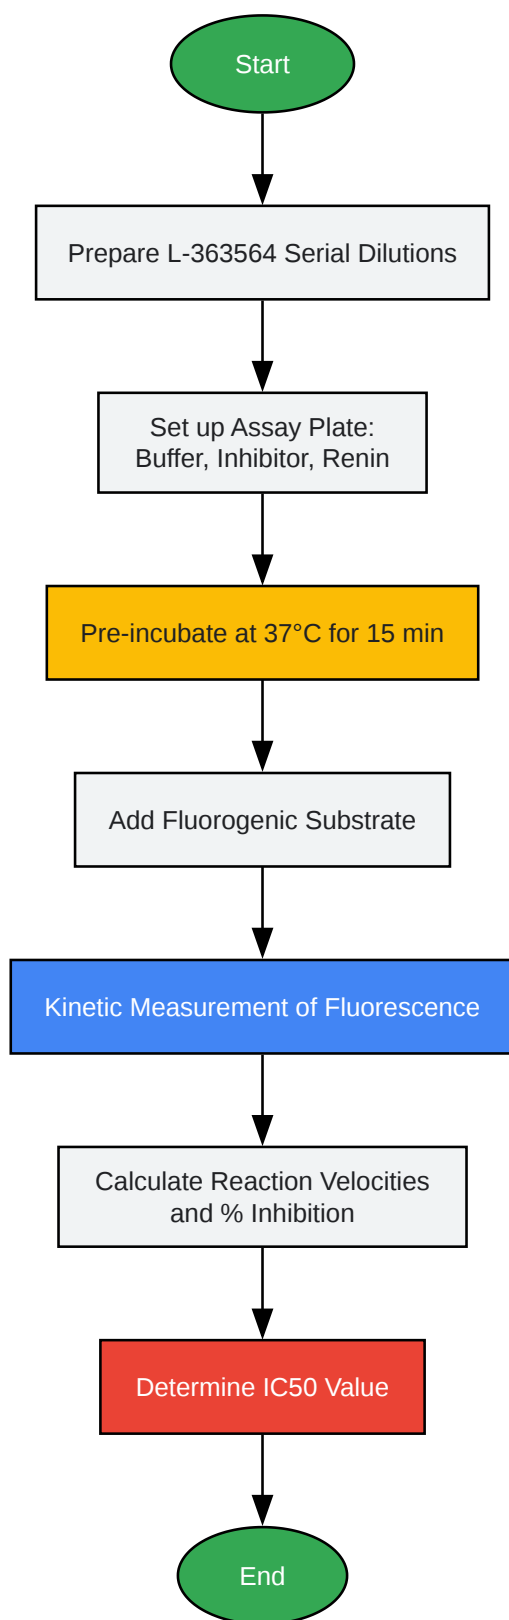 Start
Prepare L-363564 Serial Dilutions
Set up Assay Plate:
Buffer, Inhibitor, Renin
Pre-incubate at 37°C for 15 min
Add Fluorogenic Substrate
Kinetic Measurement of Fluorescence
Calculate Reaction Velocities
and % Inhibition
Determine IC50 Value
End